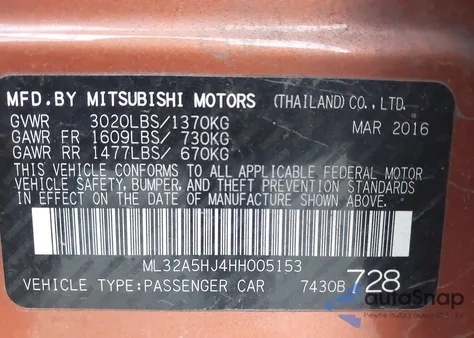 MFD.BY MITSUBISHI MOTORS (THAILAND) CO., LTD.
GVWR 3020LBS/1370KG MAR 2016
GAWR FR 1609LBS/ 730KG
GAWR RR 1477LBS/ 670KG
THIS VEHICLE CONFORMS TO ALL APPLICABLE FEDERAL MOTOR
VEHICLE SAFETY, BUMPER, AND THEFT PREVENTION STANDARDS
IN EFFECT ON THE DATE OF MANUFACTURE SHOWN ABOVE.
ML32A5HJ4HH005153
VEHICLE TYPE:PASSENGER CAR 7430B 728
autoSnap